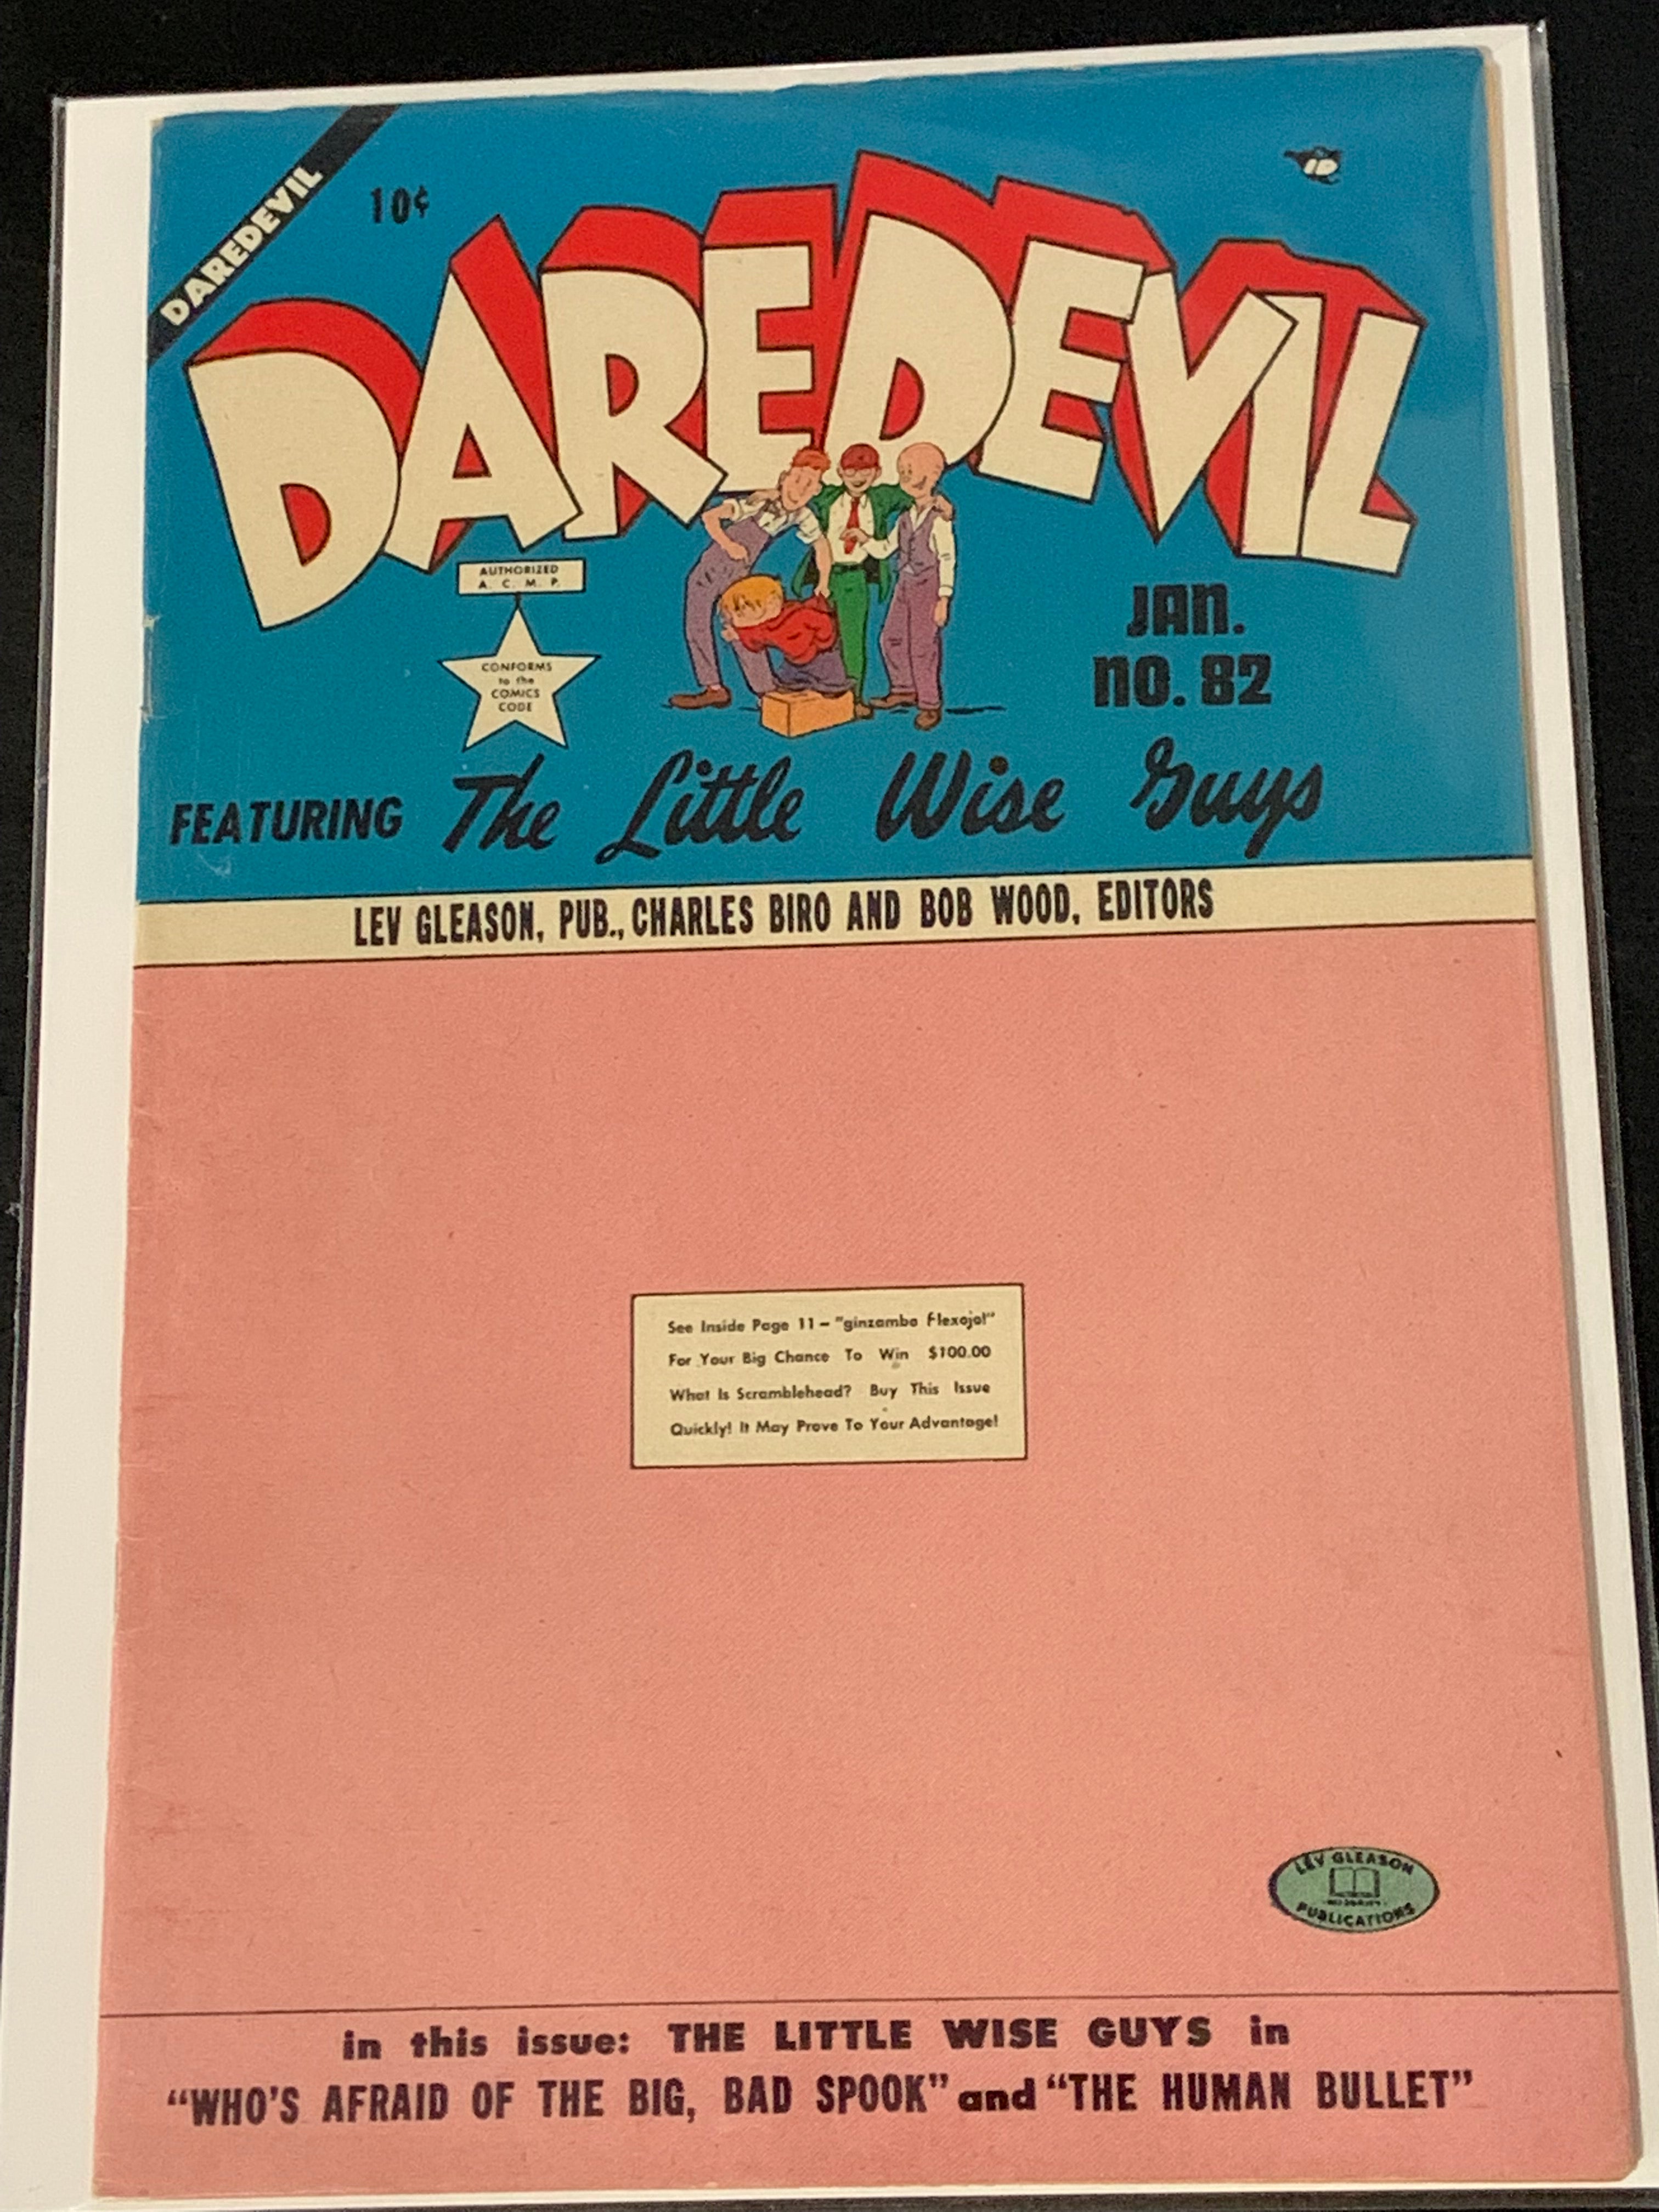 DAREDEVIL
10¢
ID
DAREDEVIL
AUTHORIZED
A. C. M. P.
CONFORMS
to the
COMICS
CODE
JAN.
NO. 82
FEATURING The Little Wise Guys
LEV GLEASON, PUB., CHARLES BIRO AND BOB WOOD, EDITORS
See Inside Page 11 – "ginzambo Flexojo!"
For Your Big Chance To Win $100.00
What Is Scramblehead? Buy This Issue
Quickly! It May Prove To Your Advantage!
LEV GLEASON
PUBLICATIONS
in this issue: THE LITTLE WISE GUYS in
"WHO'S AFRAID OF THE BIG, BAD SPOOK" and "THE HUMAN BULLET"